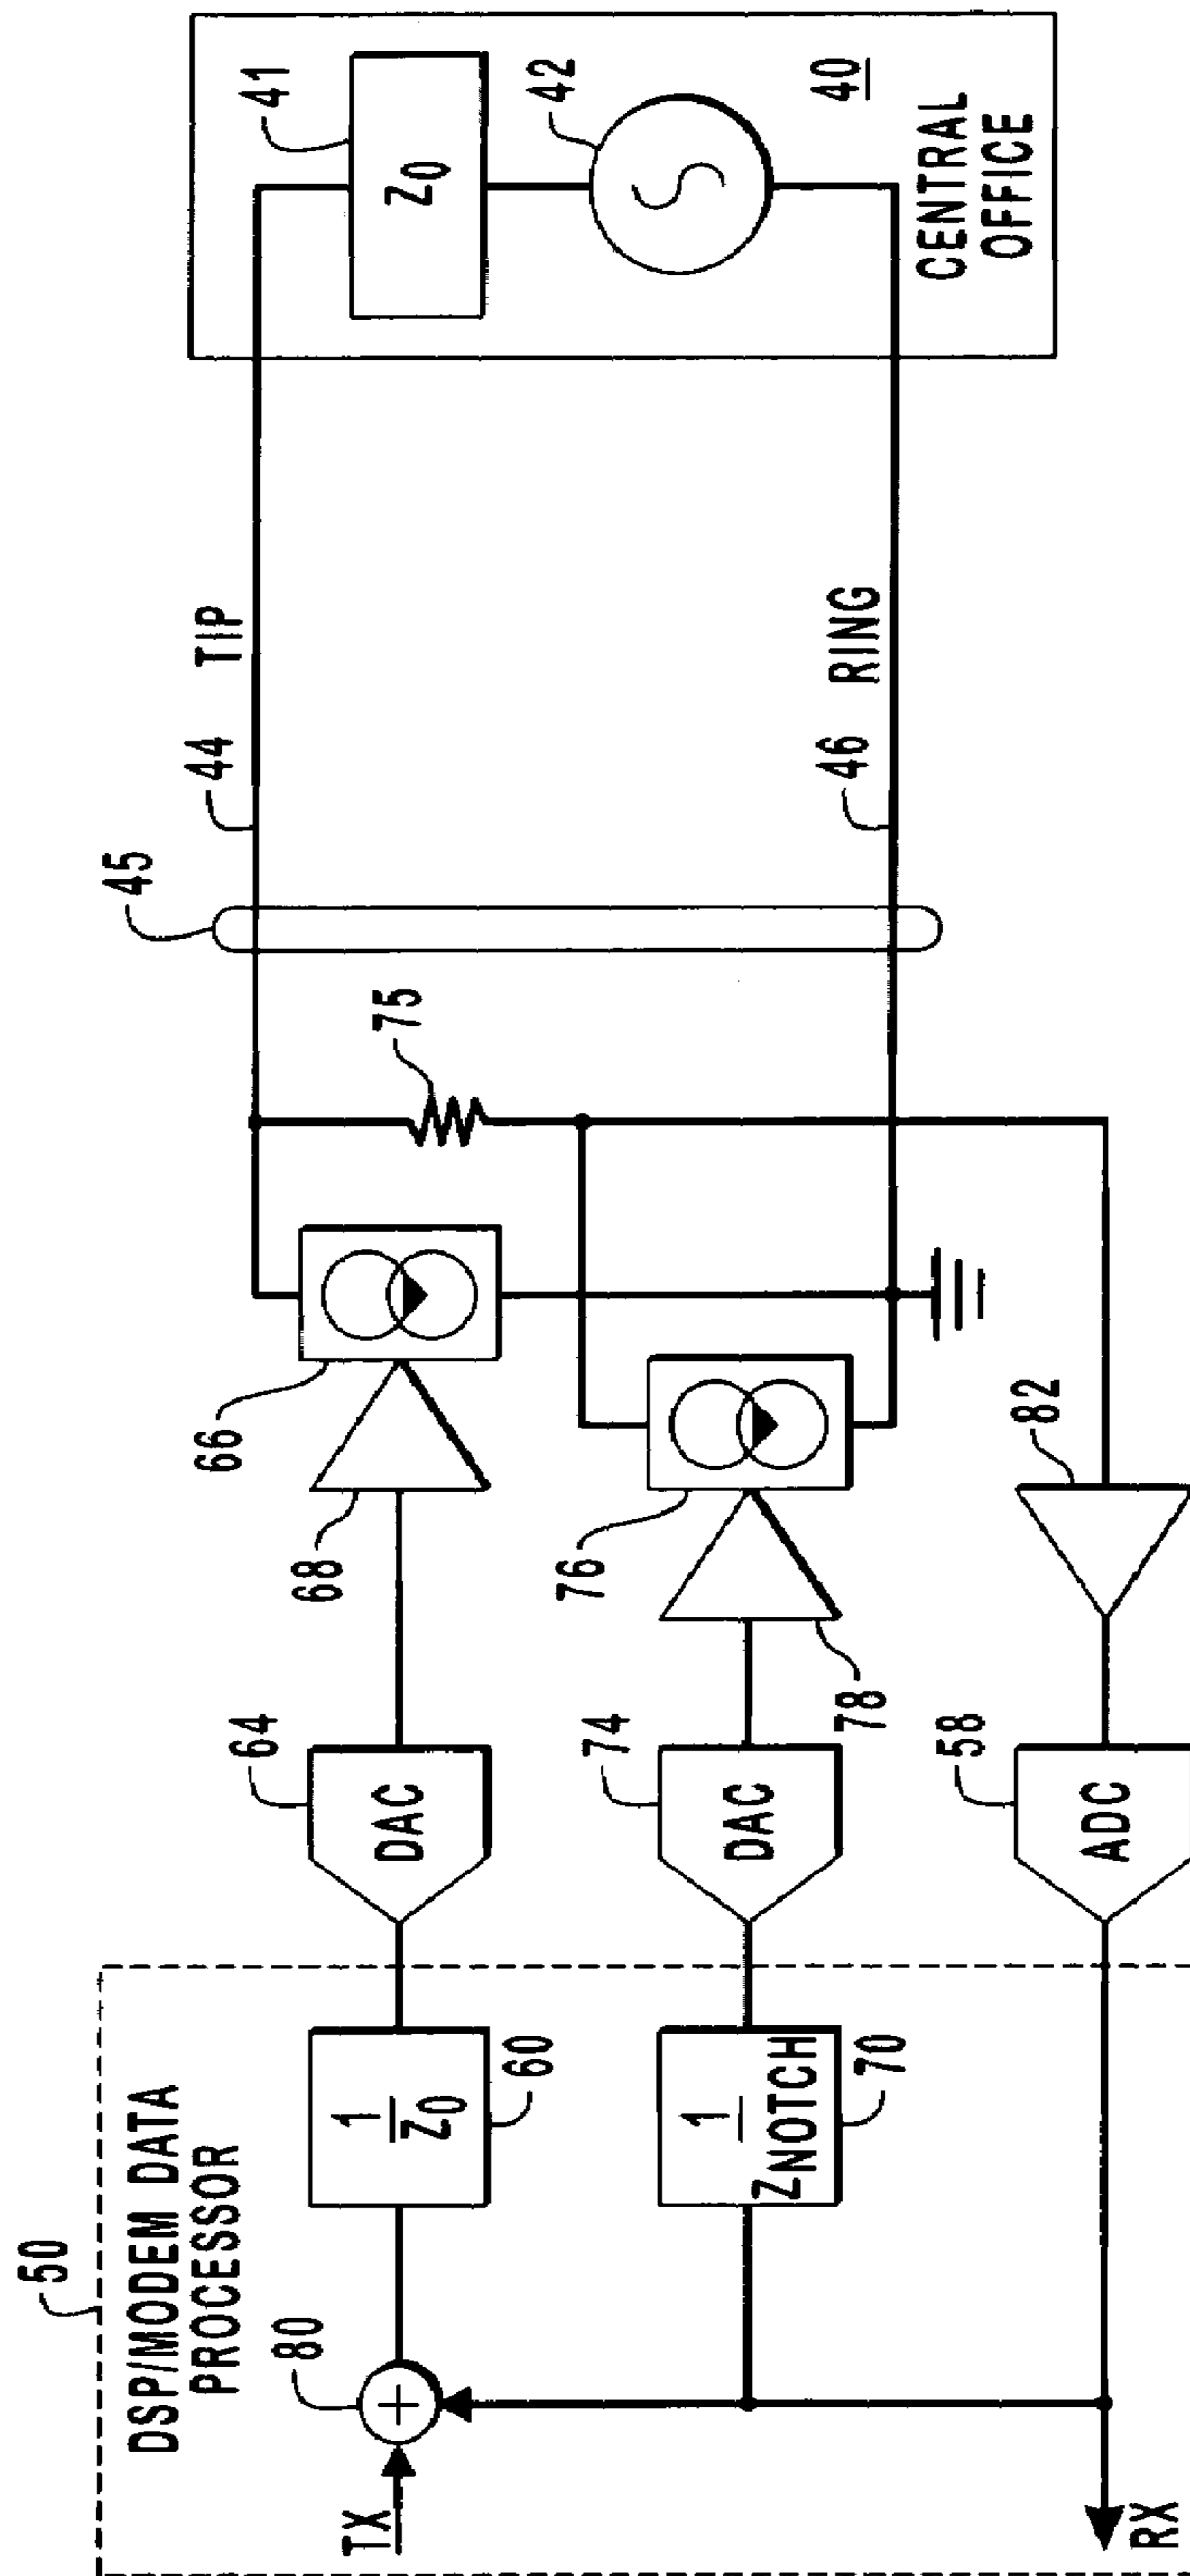 50
DSP/MODEM DATA
PROCESSOR
TX
80
1
Z0
60
64
DAC
68
66
1
ZNOTCH
70
74
DAC
78
76
75
RX
58
ADC
82
45
44
TIP
46
RING
41
Z0
42
40
CENTRAL
OFFICE